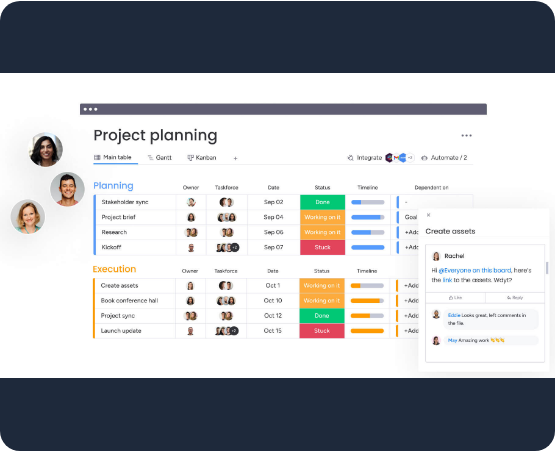 Project planning
Main table Gantt Kanban + Integrate +2 Automate / 2
Planning Owner Taskforce Date Status Timeline Dependent on
Stakeholder sync Sep 02 Done -
Project brief Sep 04 Working on it Goal
Research Sep 05 Working on it +Add
Kickoff +2 Sep 07 Stuck +Add
Execution Owner Taskforce Date Status Timeline
Create assets Oct 1 Working on it +Add
Book conference hall Oct 10 Working on it +Add
Project sync Oct 12 Done +Add
Launch update +2 Oct 15 Stuck +Add
Create assets
Rachel
Hi @Everyone on this board, here's
the link to the assets. Wdyt?
Like Reply
Eddie Looks great, left comments in
the file.
May Amazing work 👏👏👏